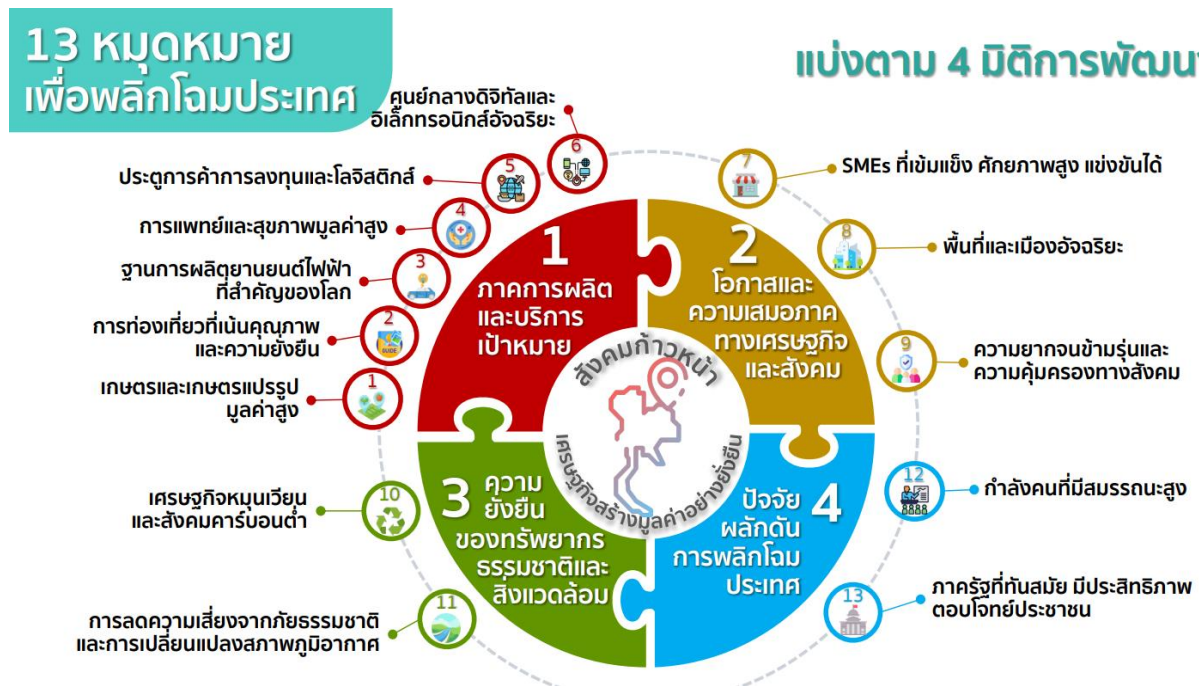 13 หมุดหมาย
เพื่อพลิกโฉมประเทศ
แบ่งตาม 4 มิติการพัฒนา
ศูนย์กลางดิจิทัลและ
อิเล็กทรอนิกส์อัจฉริยะ
6
ประตูการค้าการลงทุนและโลจิสติกส์
5
การแพทย์และสุขภาพมูลค่าสูง
4
ฐานการผลิตยานยนต์ไฟฟ้า
ที่สำคัญของโลก
3
การท่องเที่ยวที่เน้นคุณภาพ
และความยั่งยืน
2
GUIDE
เกษตรและเกษตรแปรรูป
มูลค่าสูง
1
1
ภาคการผลิต
และบริการ
เป้าหมาย
2
โอกาสและ
ความเสมอภาค
ทางเศรษฐกิจ
และสังคม
7
SMEs ที่เข้มแข็ง ศักยภาพสูง แข่งขันได้
8
พื้นที่และเมืองอัจฉริยะ
9
ความยากจนข้ามรุ่นและ
ความคุ้มครองทางสังคม
สังคมก้าวหน้า
เศรษฐกิจสร้างมูลค่าอย่างยั่งยืน
3
ความ
ยั่งยืน
ของทรัพยากร
ธรรมชาติและ
สิ่งแวดล้อม
10
เศรษฐกิจหมุนเวียน
และสังคมคาร์บอนต่ำ
11
การลดความเสี่ยงจากภัยธรรมชาติ
และการเปลี่ยนแปลงสภาพภูมิอากาศ
4
ปัจจัย
ผลักดัน
การพลิกโฉม
ประเทศ
12
กำลังคนที่มีสมรรถนะสูง
13
ภาครัฐที่ทันสมัย มีประสิทธิภาพ
ตอบโจทย์ประชาชน